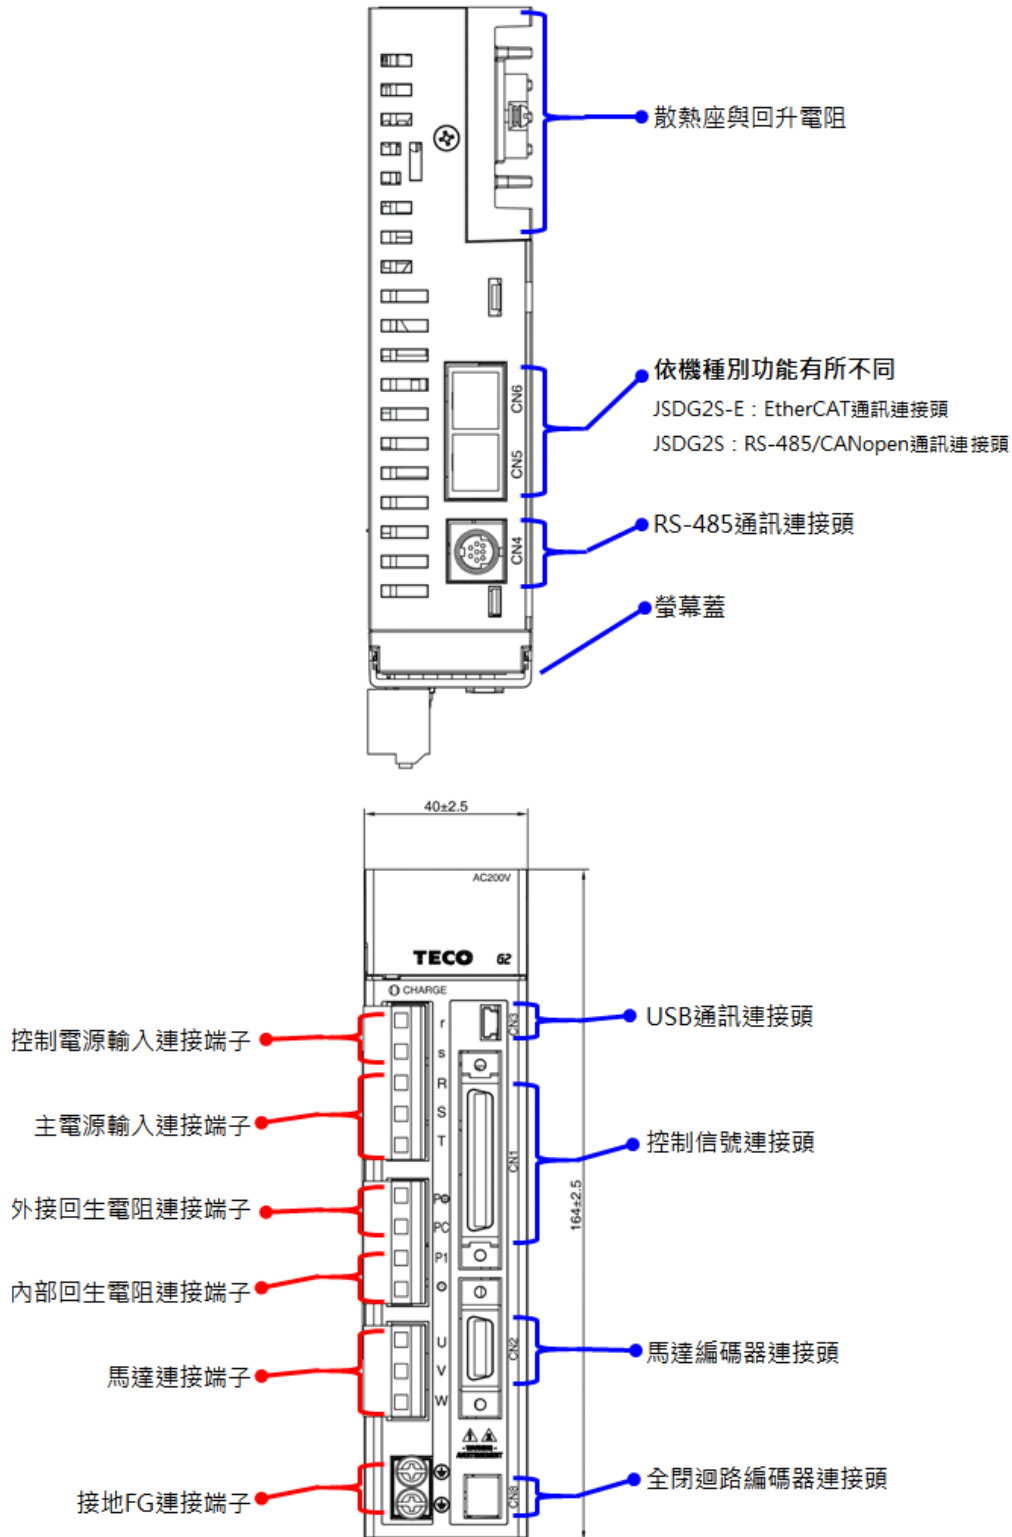 散熱座與回升電阻
依機種別功能有所不同
JSDG2S-E：EtherCAT通訊連接頭
JSDG2S：RS-485/CANopen通訊連接頭
CN6
CN5
RS-485通訊連接頭
CN4
螢幕蓋
40±2.5
AC200V
TECO G2
CHARGE
控制電源輸入連接端子
r
s
CN3
USB通訊連接頭
主電源輸入連接端子
R
S
T
CN1
控制信號連接頭
164±2.5
外接回生電阻連接端子
P⊕
PC
內部回生電阻連接端子
P1
⊖
馬達連接端子
U
V
W
CN2
馬達編碼器連接頭
- WARNING -
AVERTISSEMENT
接地FG連接端子
CN8
全閉迴路編碼器連接頭